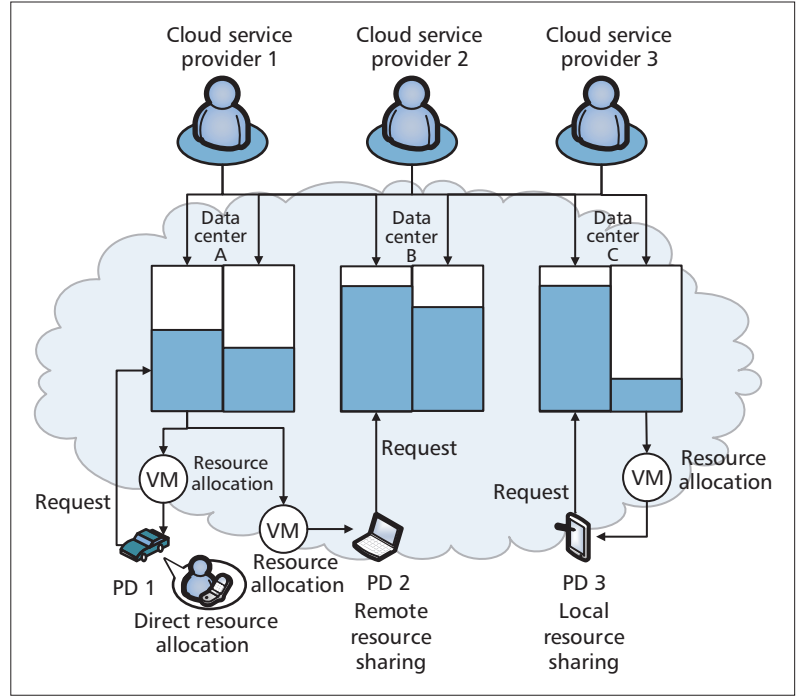 Cloud service
provider 1
Cloud service
provider 2
Cloud service
provider 3
Data
center
A
Data
center
B
Data
center
C
Request
VM
Resource
allocation
VM
Resource
allocation
Request
Request
VM
Resource
allocation
PD 1
Direct resource
allocation
PD 2
Remote
resource
sharing
PD 3
Local
resource
sharing